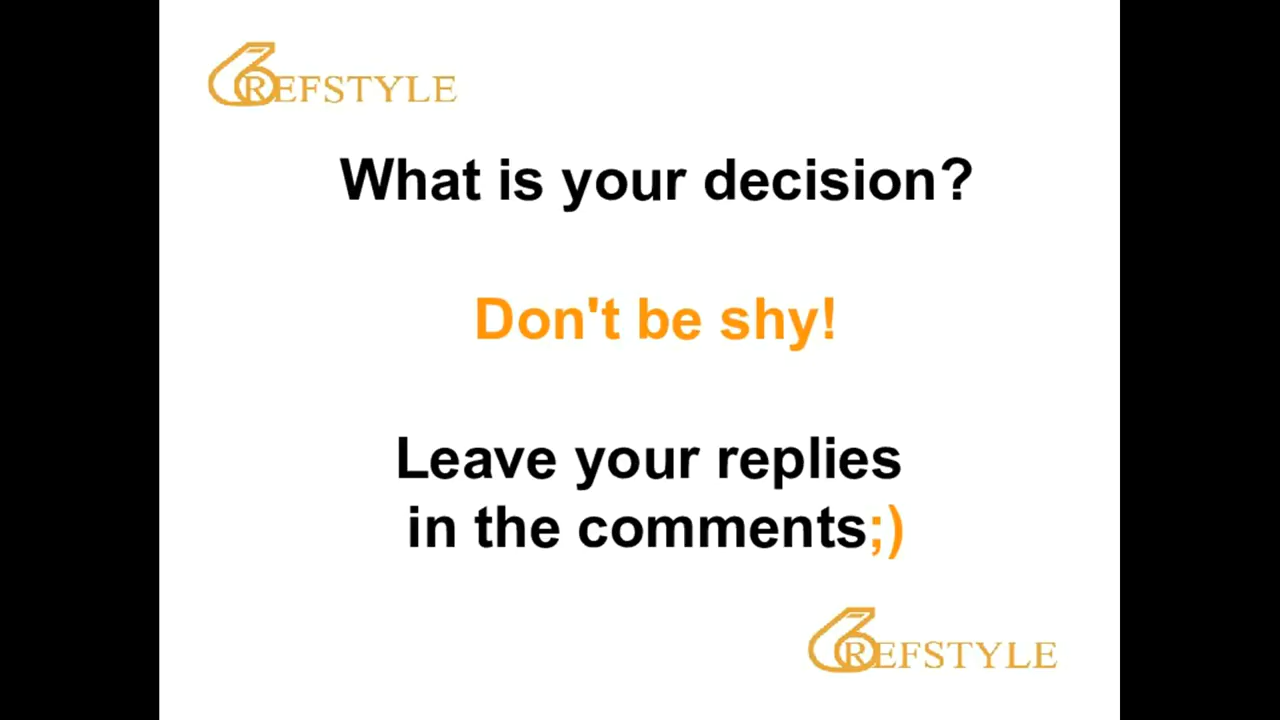 REFSTYLE
What is your decision?
Don't be shy!
Leave your replies
in the comments;)
REFSTYLE